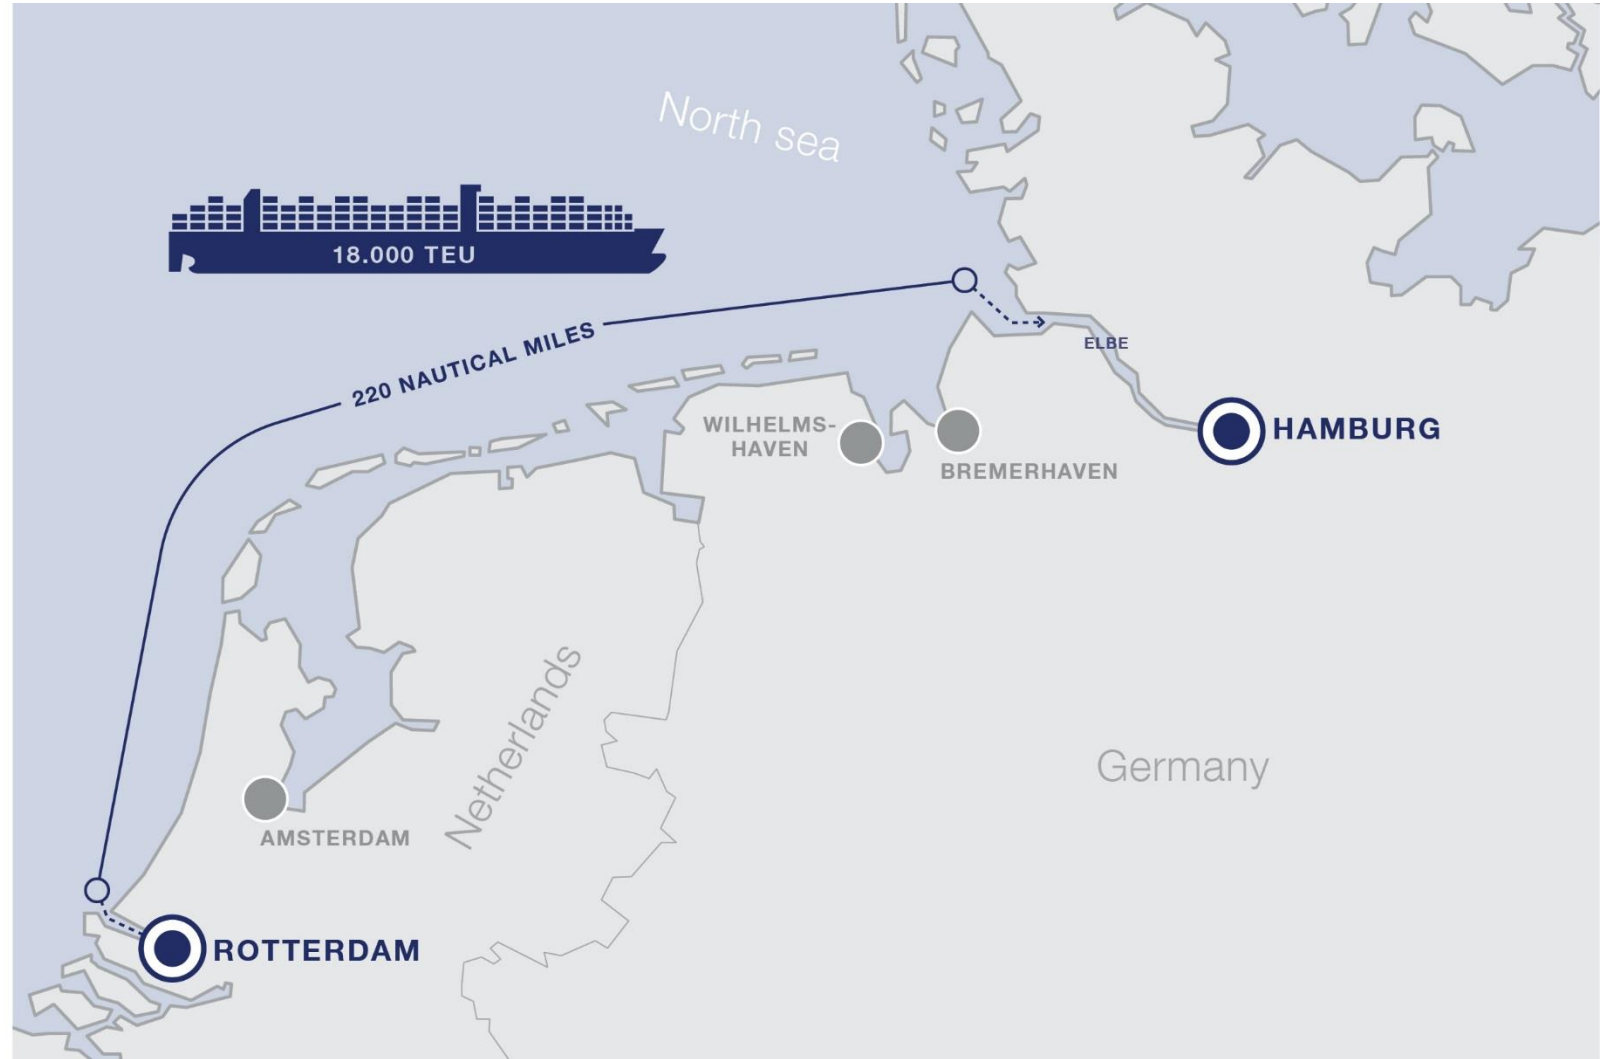 North sea
18.000 TEU
220 NAUTICAL MILES
ELBE
WILHELMS-
HAVEN
HAMBURG
BREMERHAVEN
Netherlands
Germany
AMSTERDAM
ROTTERDAM